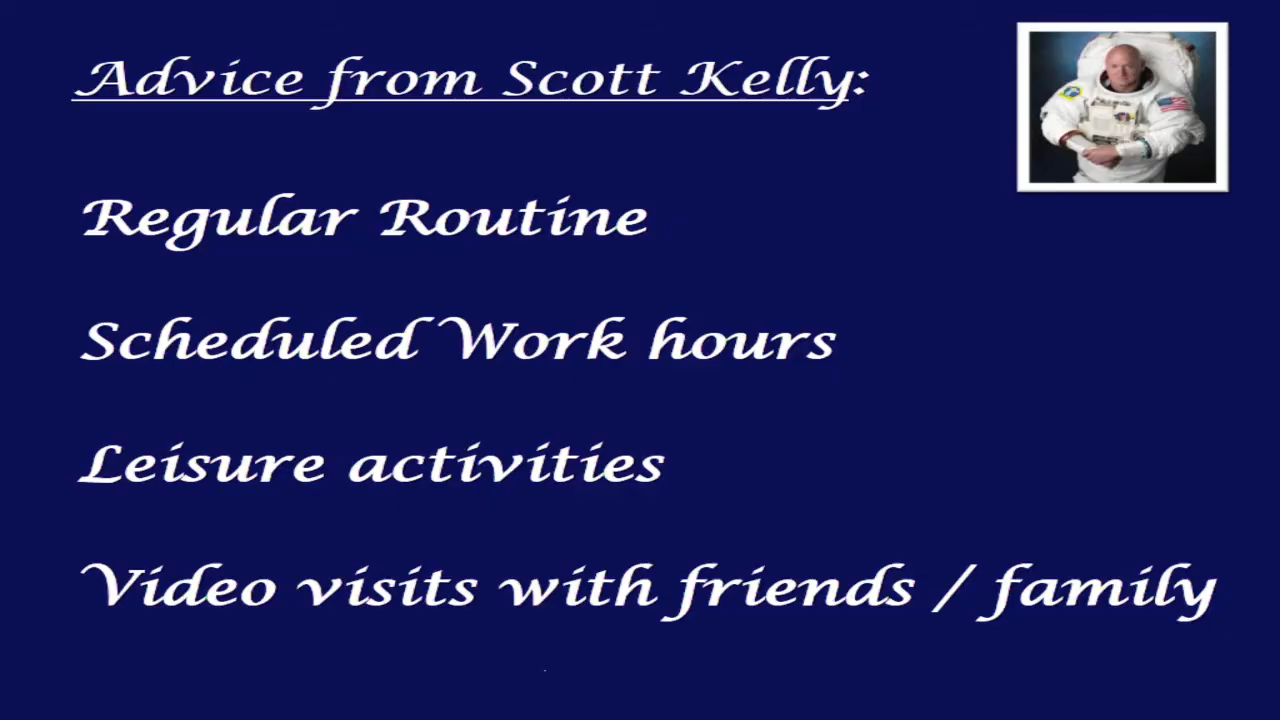 Advice from Scott Kelly:
Regular Routine
Scheduled Work hours
Leisure activities
Video visits with friends / family